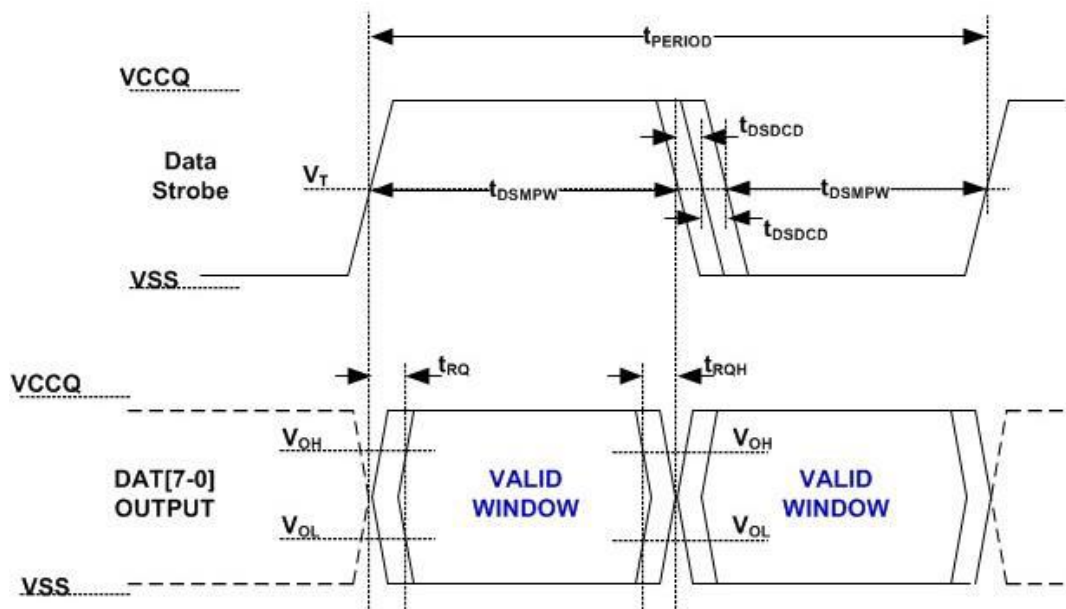 tPERIOD
VCCQ
tDSDCD
Data
Strobe
VT
tDSMPW
tDSMPW
tDSDCD
VSS
tRQ
tRQH
VCCQ
VOH
VOH
DAT[7-0]
OUTPUT
VALID
WINDOW
VALID
WINDOW
VOL
VOL
VSS